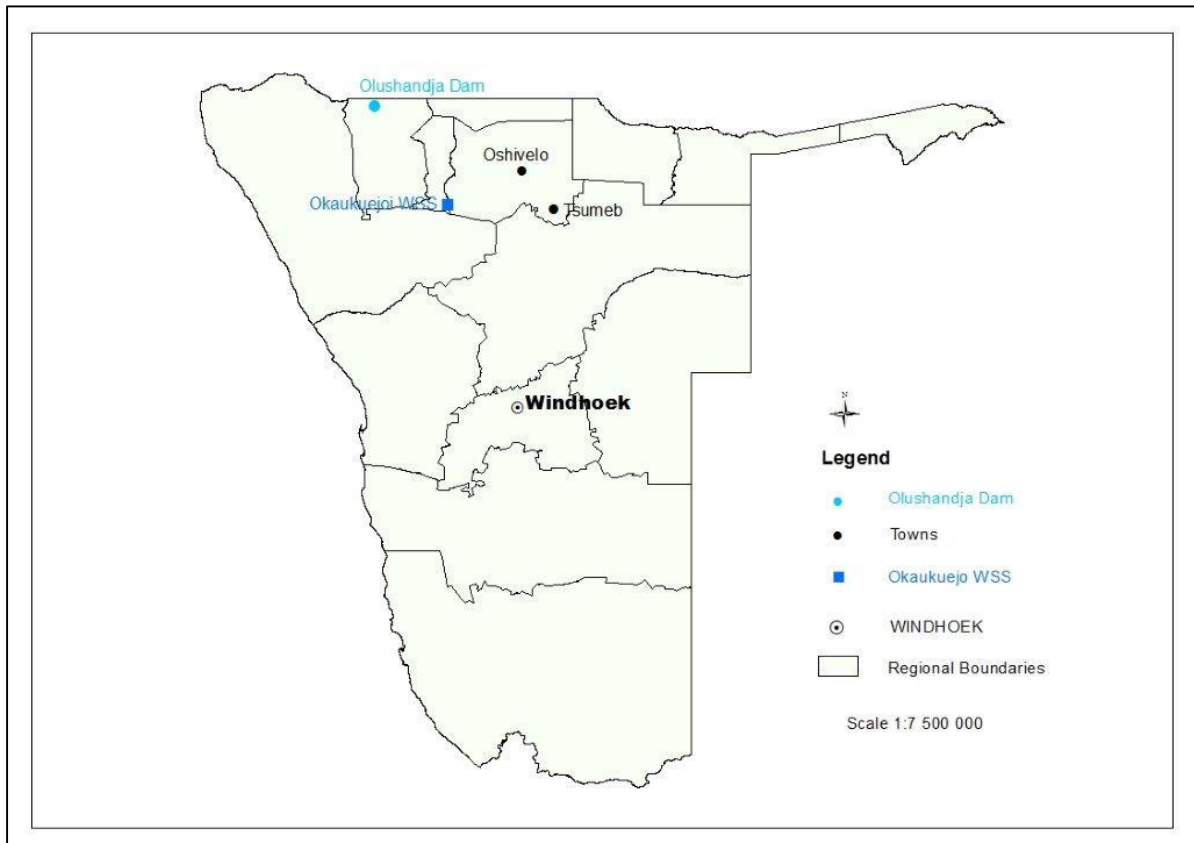 Olushandja Dam
Oshivelo
Okaukuejoi WSS
Tsumeb
Windhoek
N
Legend
Olushandja Dam
Towns
Okaukuejo WSS
WINDHOEK
Regional Boundaries
Scale 1:7 500 000